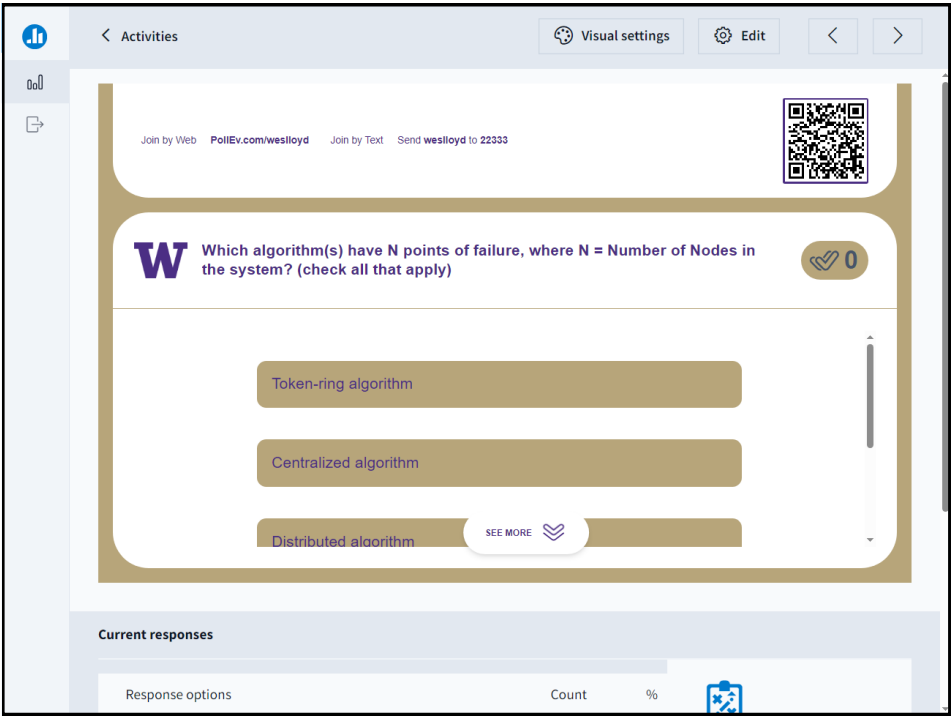 Activities
Visual settings
Edit
Join by Web PollEv.com/weslloyd Join by Text Send weslloyd to 22333
W
Which algorithm(s) have N points of failure, where N = Number of Nodes in
the system? (check all that apply)
0
Token-ring algorithm
Centralized algorithm
Distributed algorithm
SEE MORE
Current responses
Response options Count %